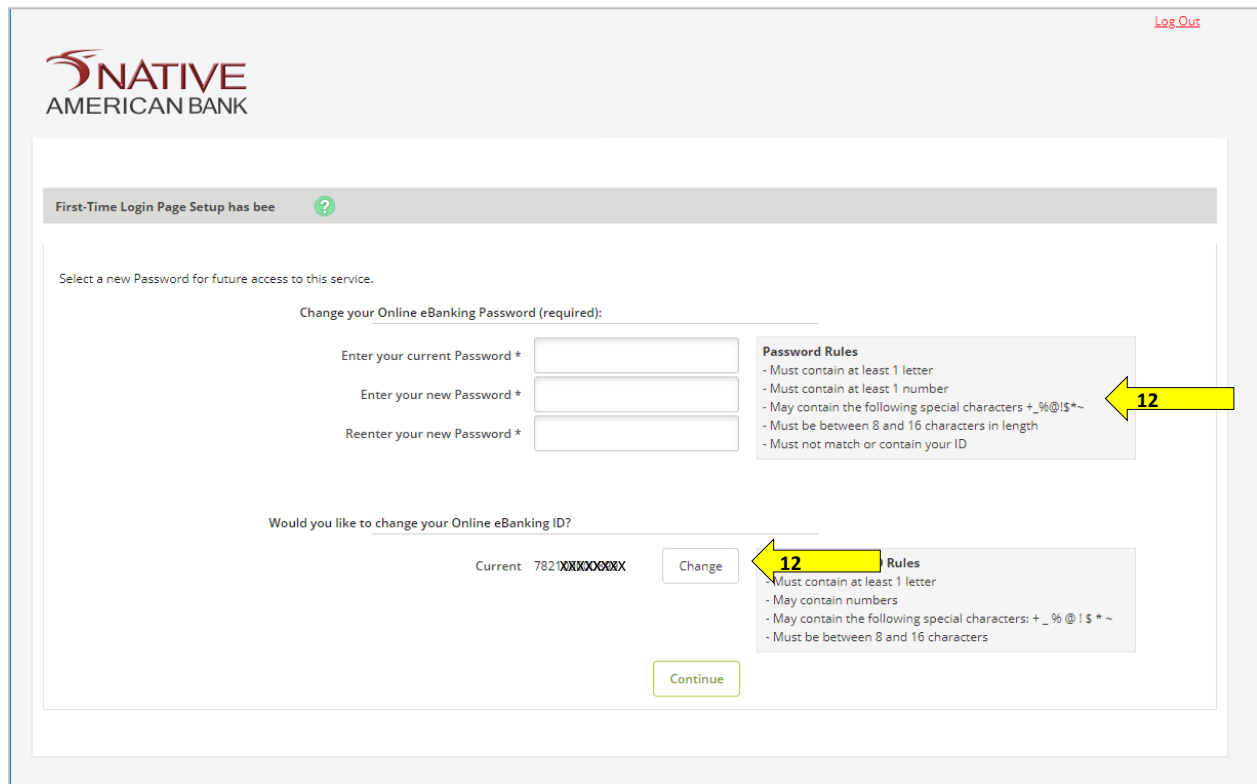 Log Out
NATIVE
AMERICAN BANK
First-Time Login Page Setup has bee
?
Select a new Password for future access to this service.
Change your Online eBanking Password (required):
Enter your current Password *
Enter your new Password *
Reenter your new Password *
Password Rules
- Must contain at least 1 letter
- Must contain at least 1 number
- May contain the following special characters +_%@!$*~
- Must be between 8 and 16 characters in length
- Must not match or contain your ID
12
Would you like to change your Online eBanking ID?
Current 7821XXXXXXXX Change
12
Rules
- Must contain at least 1 letter
- May contain numbers
- May contain the following special characters: + _ % @ ! $ * ~
- Must be between 8 and 16 characters
Continue